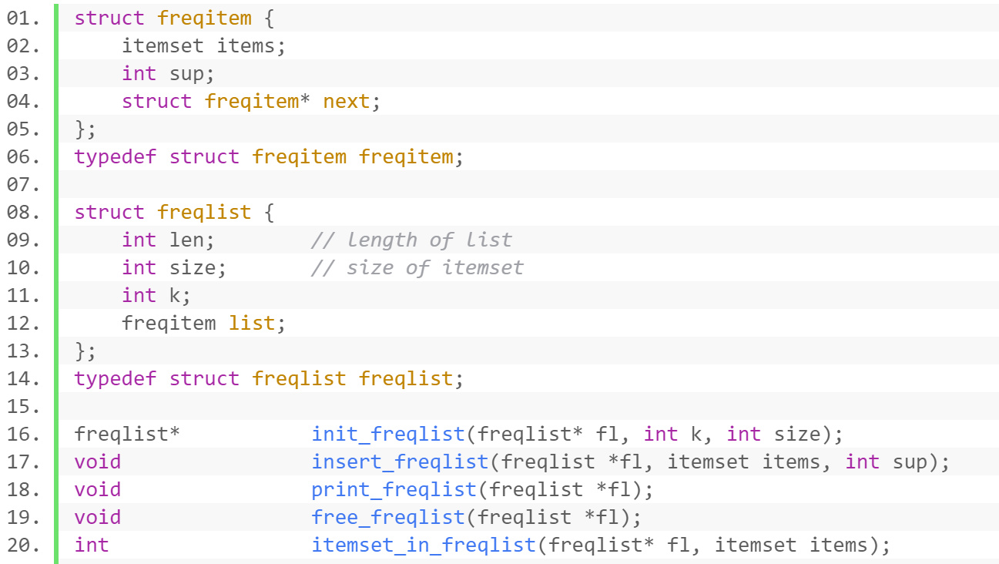 01. struct freqitem {
02.     itemset items;
03.     int sup;
04.     struct freqitem* next;
05. };
06. typedef struct freqitem freqitem;
07.
08. struct freqlist {
09.     int len;        // length of list
10.     int size;       // size of itemset
11.     int k;
12.     freqitem list;
13. };
14. typedef struct freqlist freqlist;
15.
16. freqlist*           init_freqlist(freqlist* fl, int k, int size);
17. void                insert_freqlist(freqlist *fl, itemset items, int sup);
18. void                print_freqlist(freqlist *fl);
19. void                free_freqlist(freqlist *fl);
20. int                 itemset_in_freqlist(freqlist* fl, itemset items);